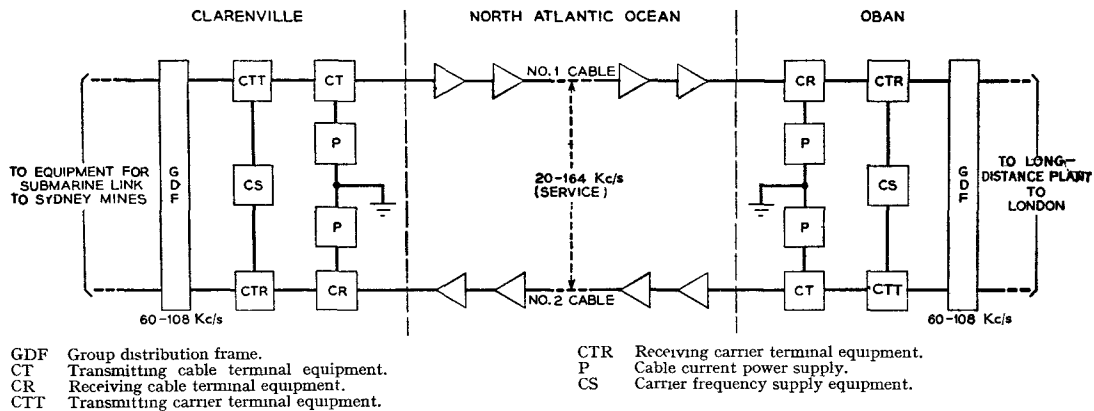 CLARENVILLE
NORTH ATLANTIC OCEAN
OBAN
CTT
CT
NO.1 CABLE
CR
CTR
P
P
TO EQUIPMENT FOR
SUBMARINE LINK
TO SYDNEY MINES
GDF
CS
20-164 Kc/s
(SERVICE)
CS
GDF
TO LONG-
DISTANCE PLANT
TO
LONDON
P
P
CTR
CR
NO.2 CABLE
CT
CTT
60-108 Kc/s
60-108 Kc/s
GDF Group distribution frame.
CT Transmitting cable terminal equipment.
CR Receiving cable terminal equipment.
CTT Transmitting carrier terminal equipment.
CTR Receiving carrier terminal equipment.
P Cable current power supply.
CS Carrier frequency supply equipment.